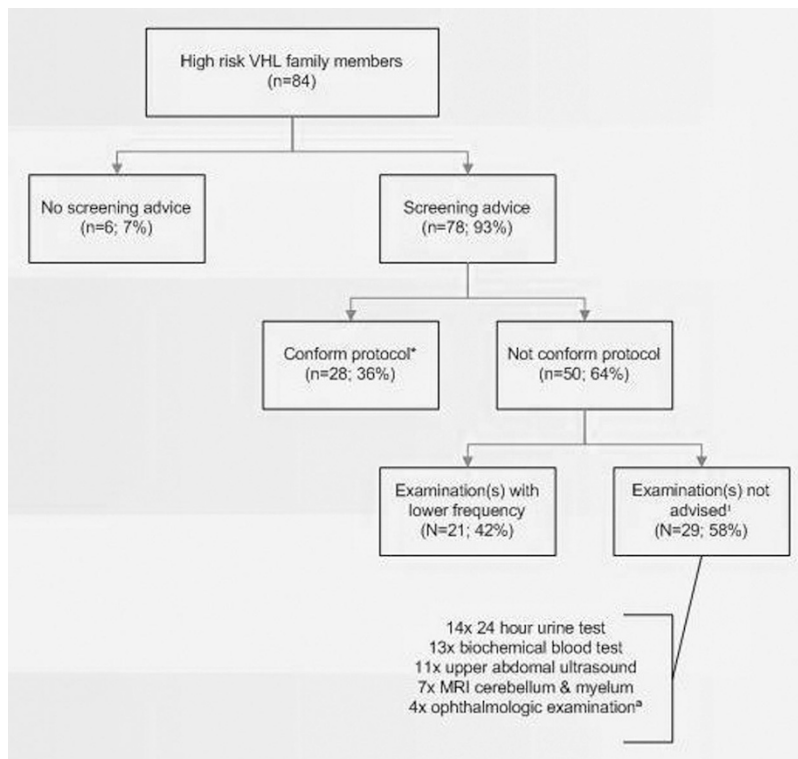 High risk VHL family members
(n=84)
No screening advice
(n=6; 7%)
Screening advice
(n=78; 93%)
Conform protocol*
(n=28; 36%)
Not conform protocol
(n=50; 64%)
Examination(s) with
lower frequency
(N=21; 42%)
Examination(s) not
advised¹
(N=29; 58%)
14x 24 hour urine test
13x biochemical blood test
11x upper abdomal ultrasound
7x MRI cerebellum & myelum
4x ophthalmologic examinationª